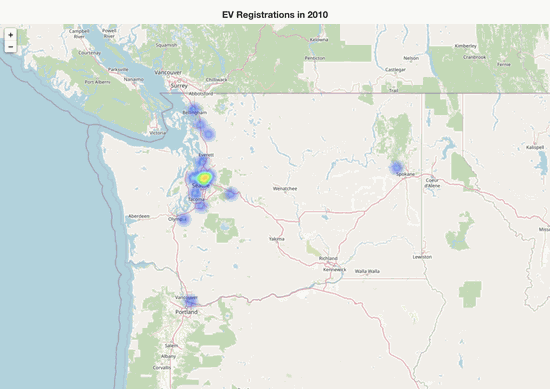 EV Registrations in 2010
+
−
Campbell River
Powell River
Courtenay
Squamish
Kelowna
Penticton
Nelson
Castlegar
Kimberley
Cranbrook
Fernie
Parksville
Port Alberni
Nanaimo
Vancouver
Surrey
Chilliwack
Abbotsford
Trail
Bellingham
Victoria
Everett
Seattle
Tacoma
Olympia
Aberdeen
Wenatchee
Spokane
Coeur d'Alene
Kalispell
Yakima
Richland
Kennewick
Walla Walla
Lewiston
Vancouver
Portland
Salem
Albany
Corvallis